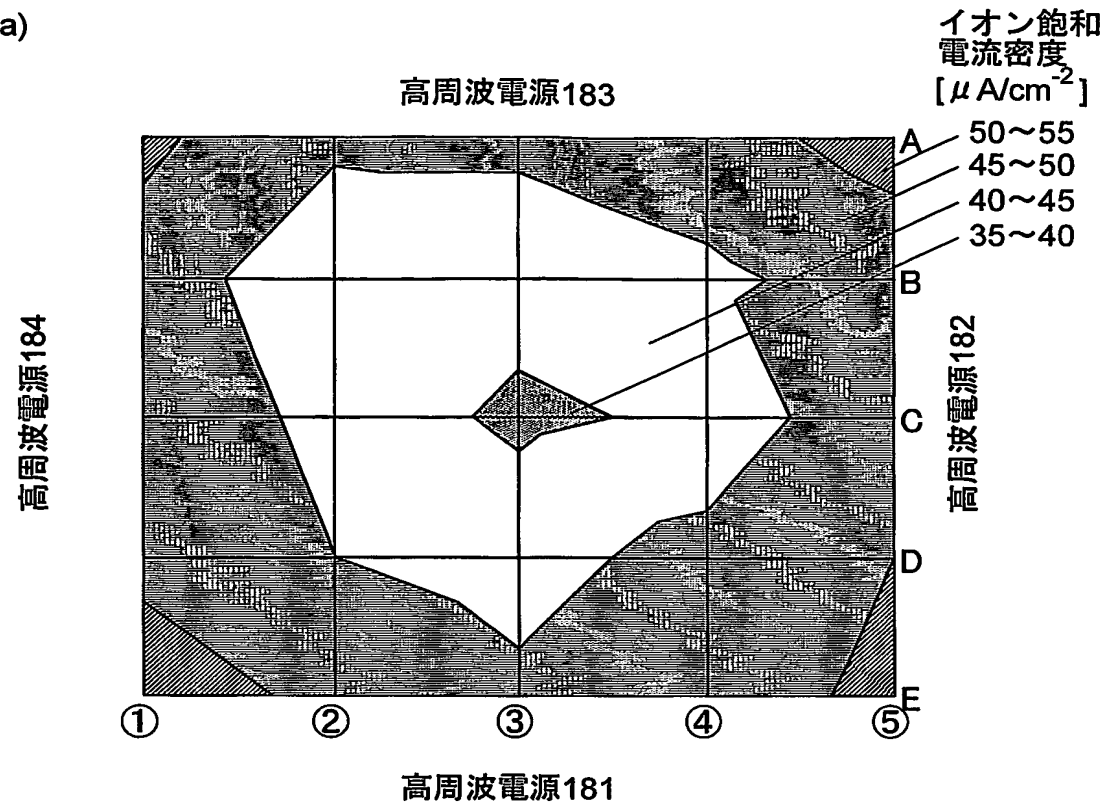 a)
イオン飽和
電流密度
[μA/cm⁻²]
高周波電源183
50～55
45～50
40～45
35～40
A
B
C
D
E
高周波電源184
高周波電源182
① ② ③ ④ ⑤
高周波電源181